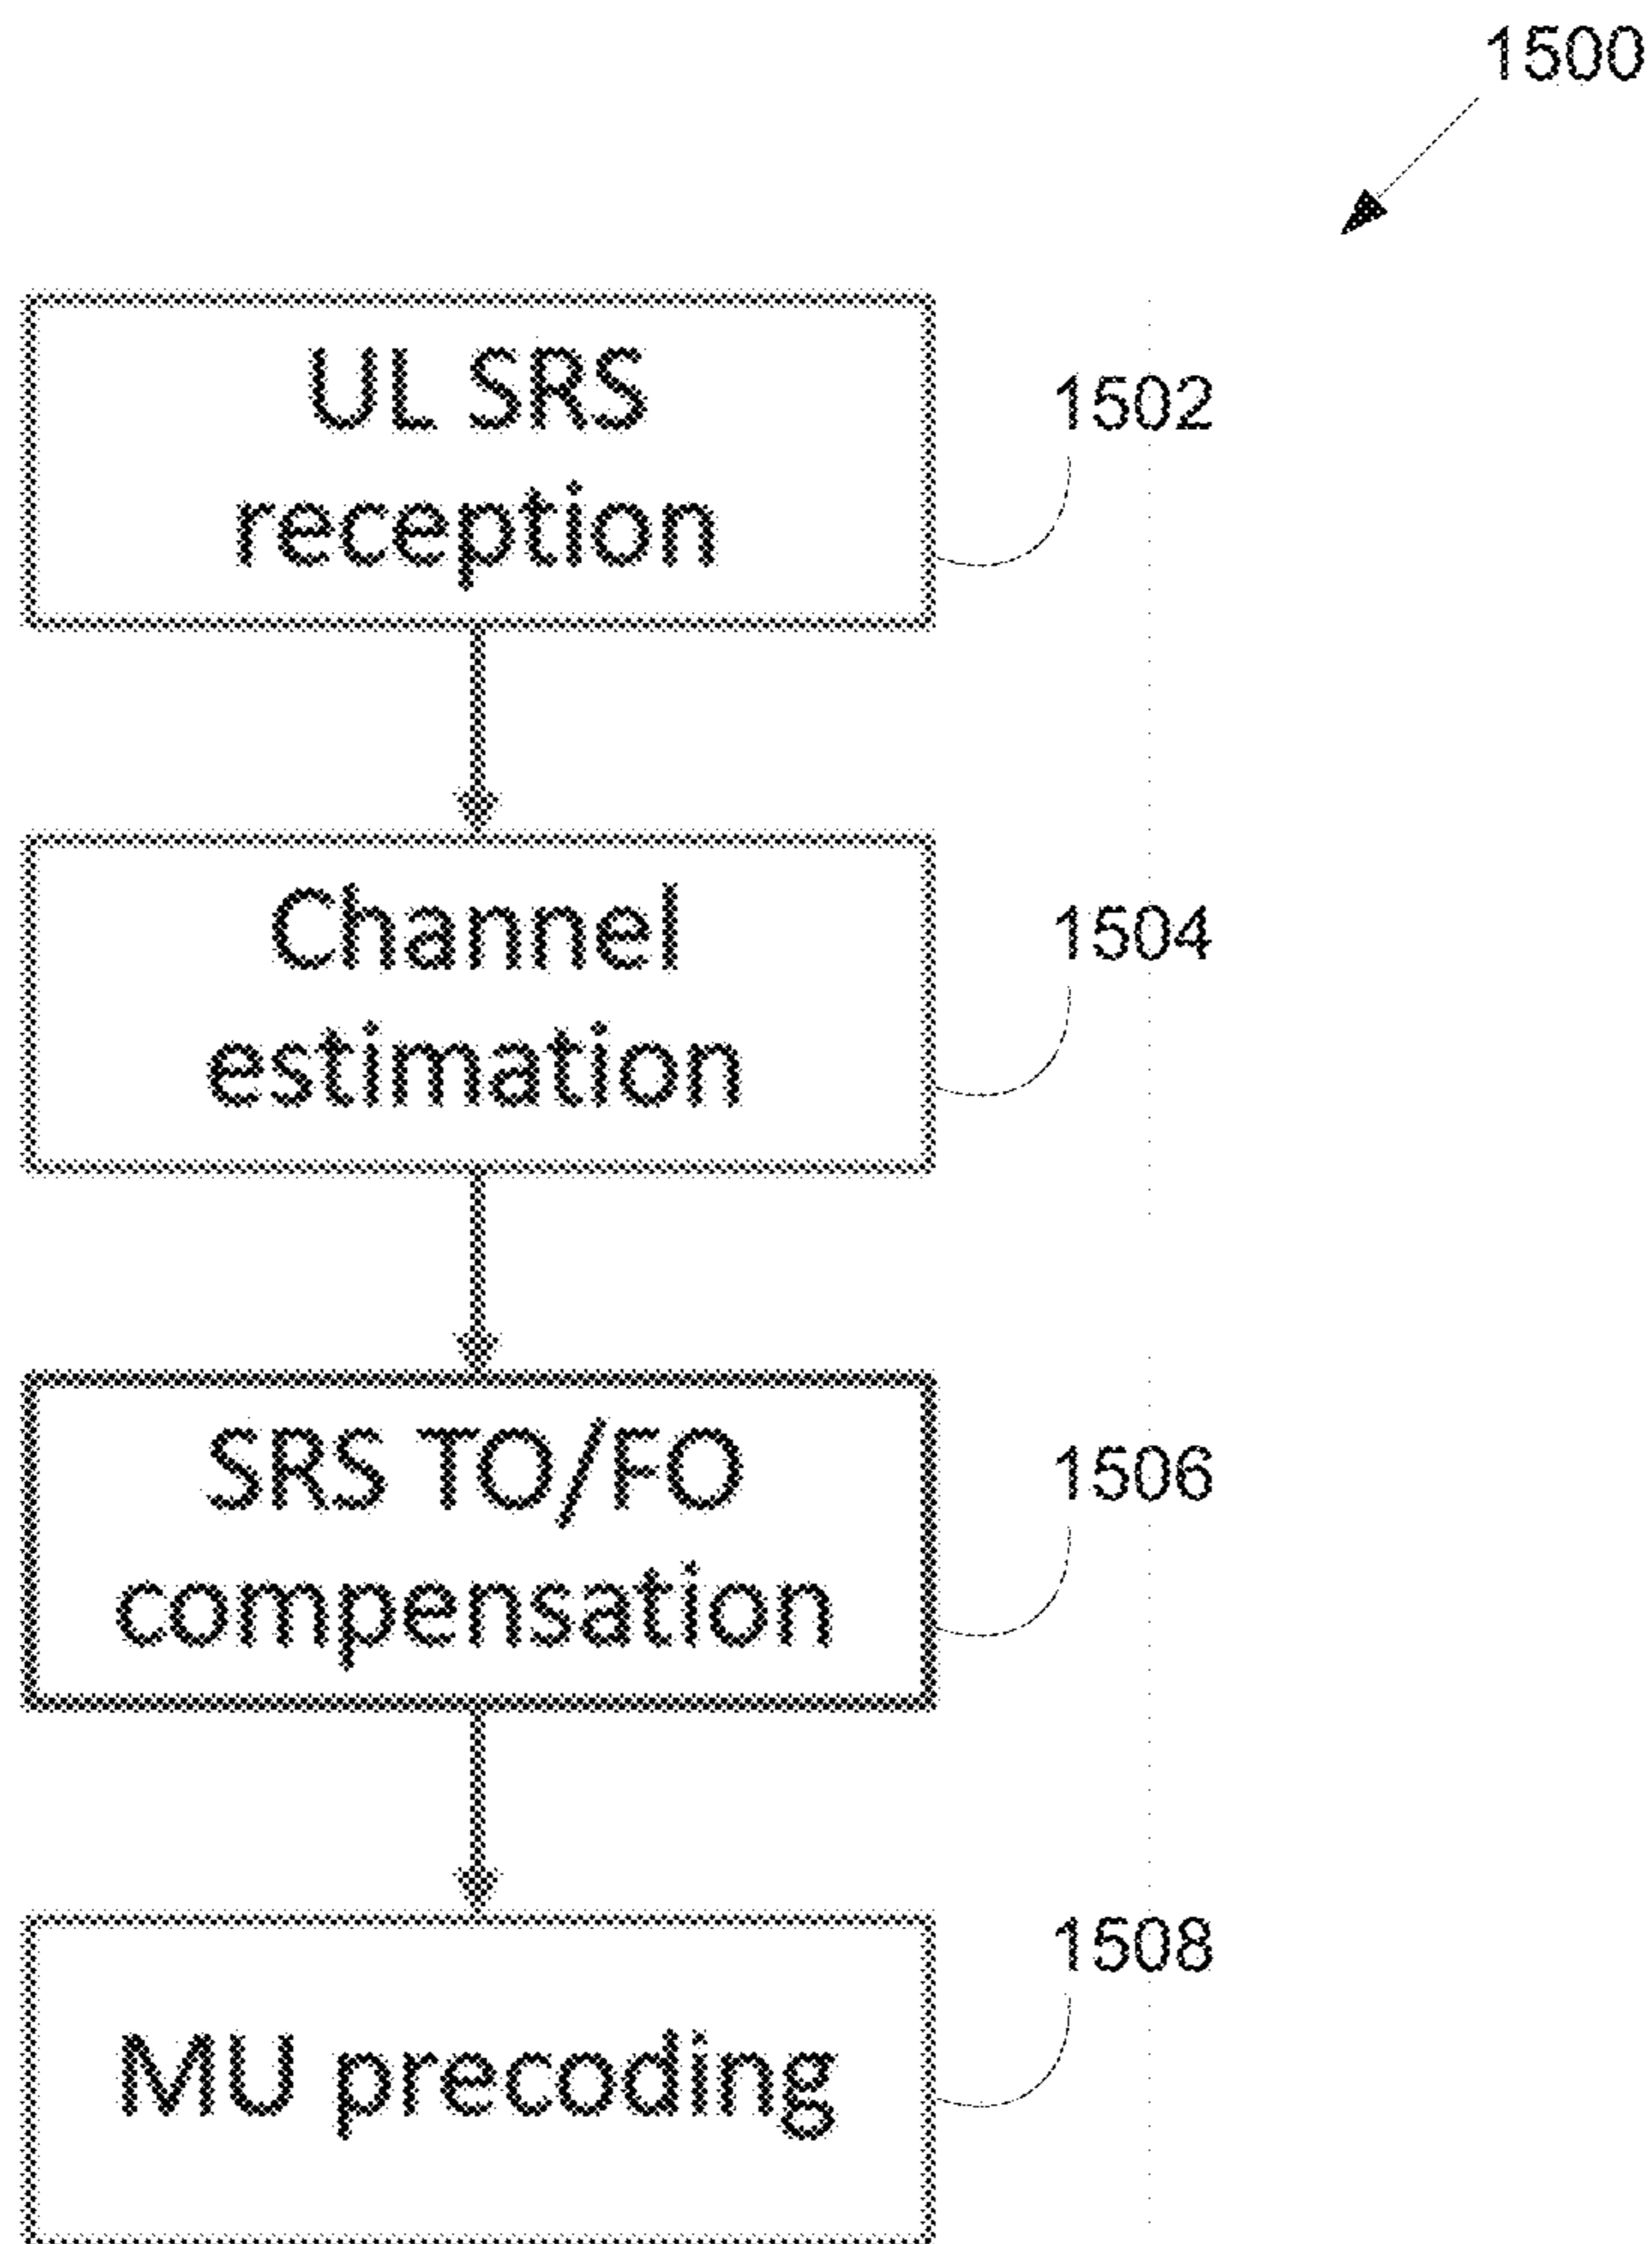 1500
UL SRS
reception
1502
Channel
estimation
1504
SRS TO/FO
compensation
1506
MU precoding
1508